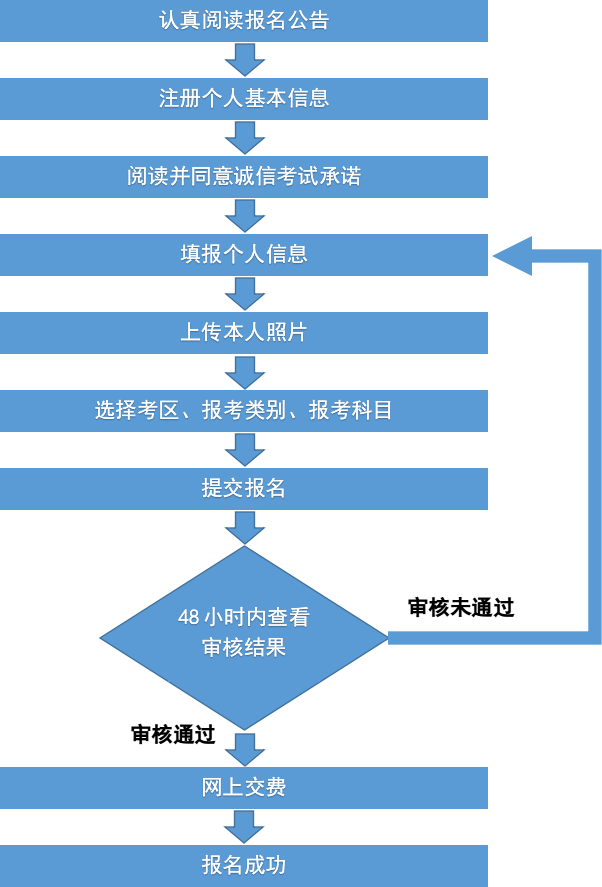 认真阅读报名公告
注册个人基本信息
阅读并同意诚信考试承诺
填报个人信息
上传本人照片
选择考区、报考类别、报考科目
提交报名
48 小时内查看
审核结果
审核未通过
审核通过
网上交费
报名成功